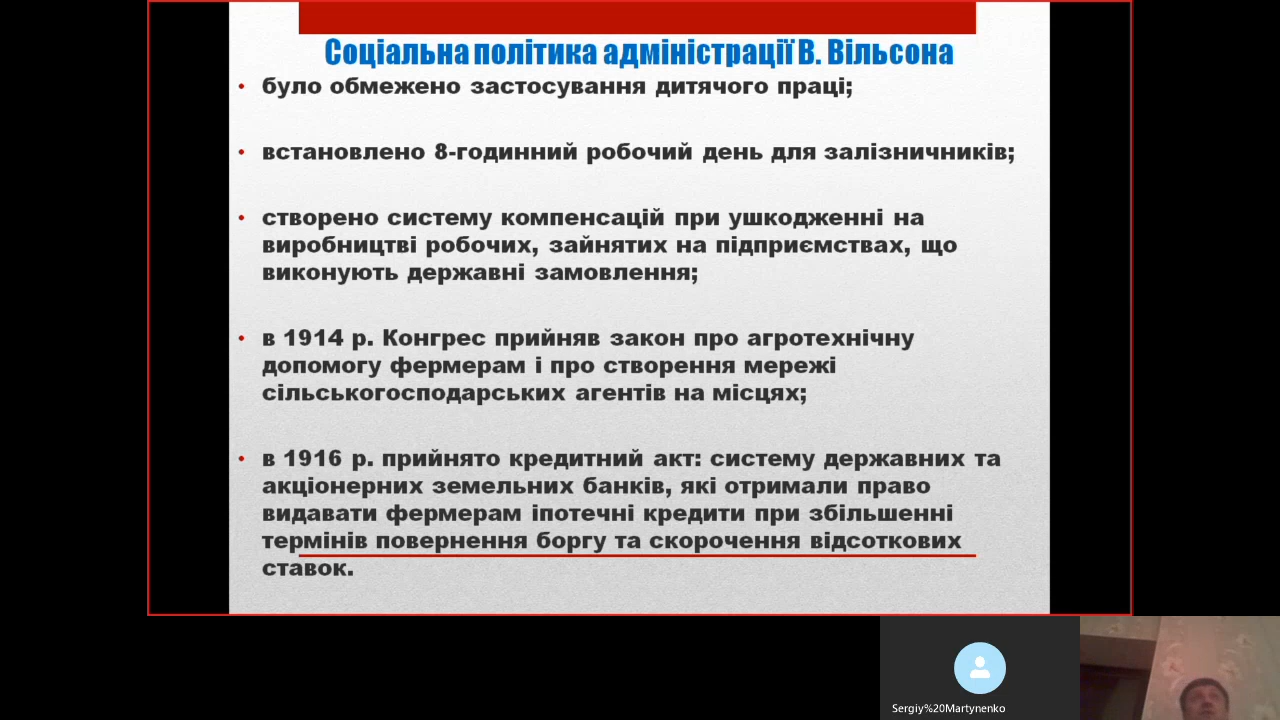 Соціальна політика адміністрації В. Вільсона
• було обмежено застосування дитячого праці;
• встановлено 8-годинний робочий день для залізничників;
• створено систему компенсацій при ушкодженні на
виробництві робочих, зайнятих на підприємствах, що
виконують державні замовлення;
• в 1914 р. Конгрес прийняв закон про агротехнічну
допомогу фермерам і про створення мережі
сільськогосподарських агентів на місцях;
• в 1916 р. прийнято кредитний акт: систему державних та
акціонерних земельних банків, які отримали право
видавати фермерам іпотечні кредити при збільшенні
термінів повернення боргу та скорочення відсоткових
ставок.
Sergiy%20Martynenko